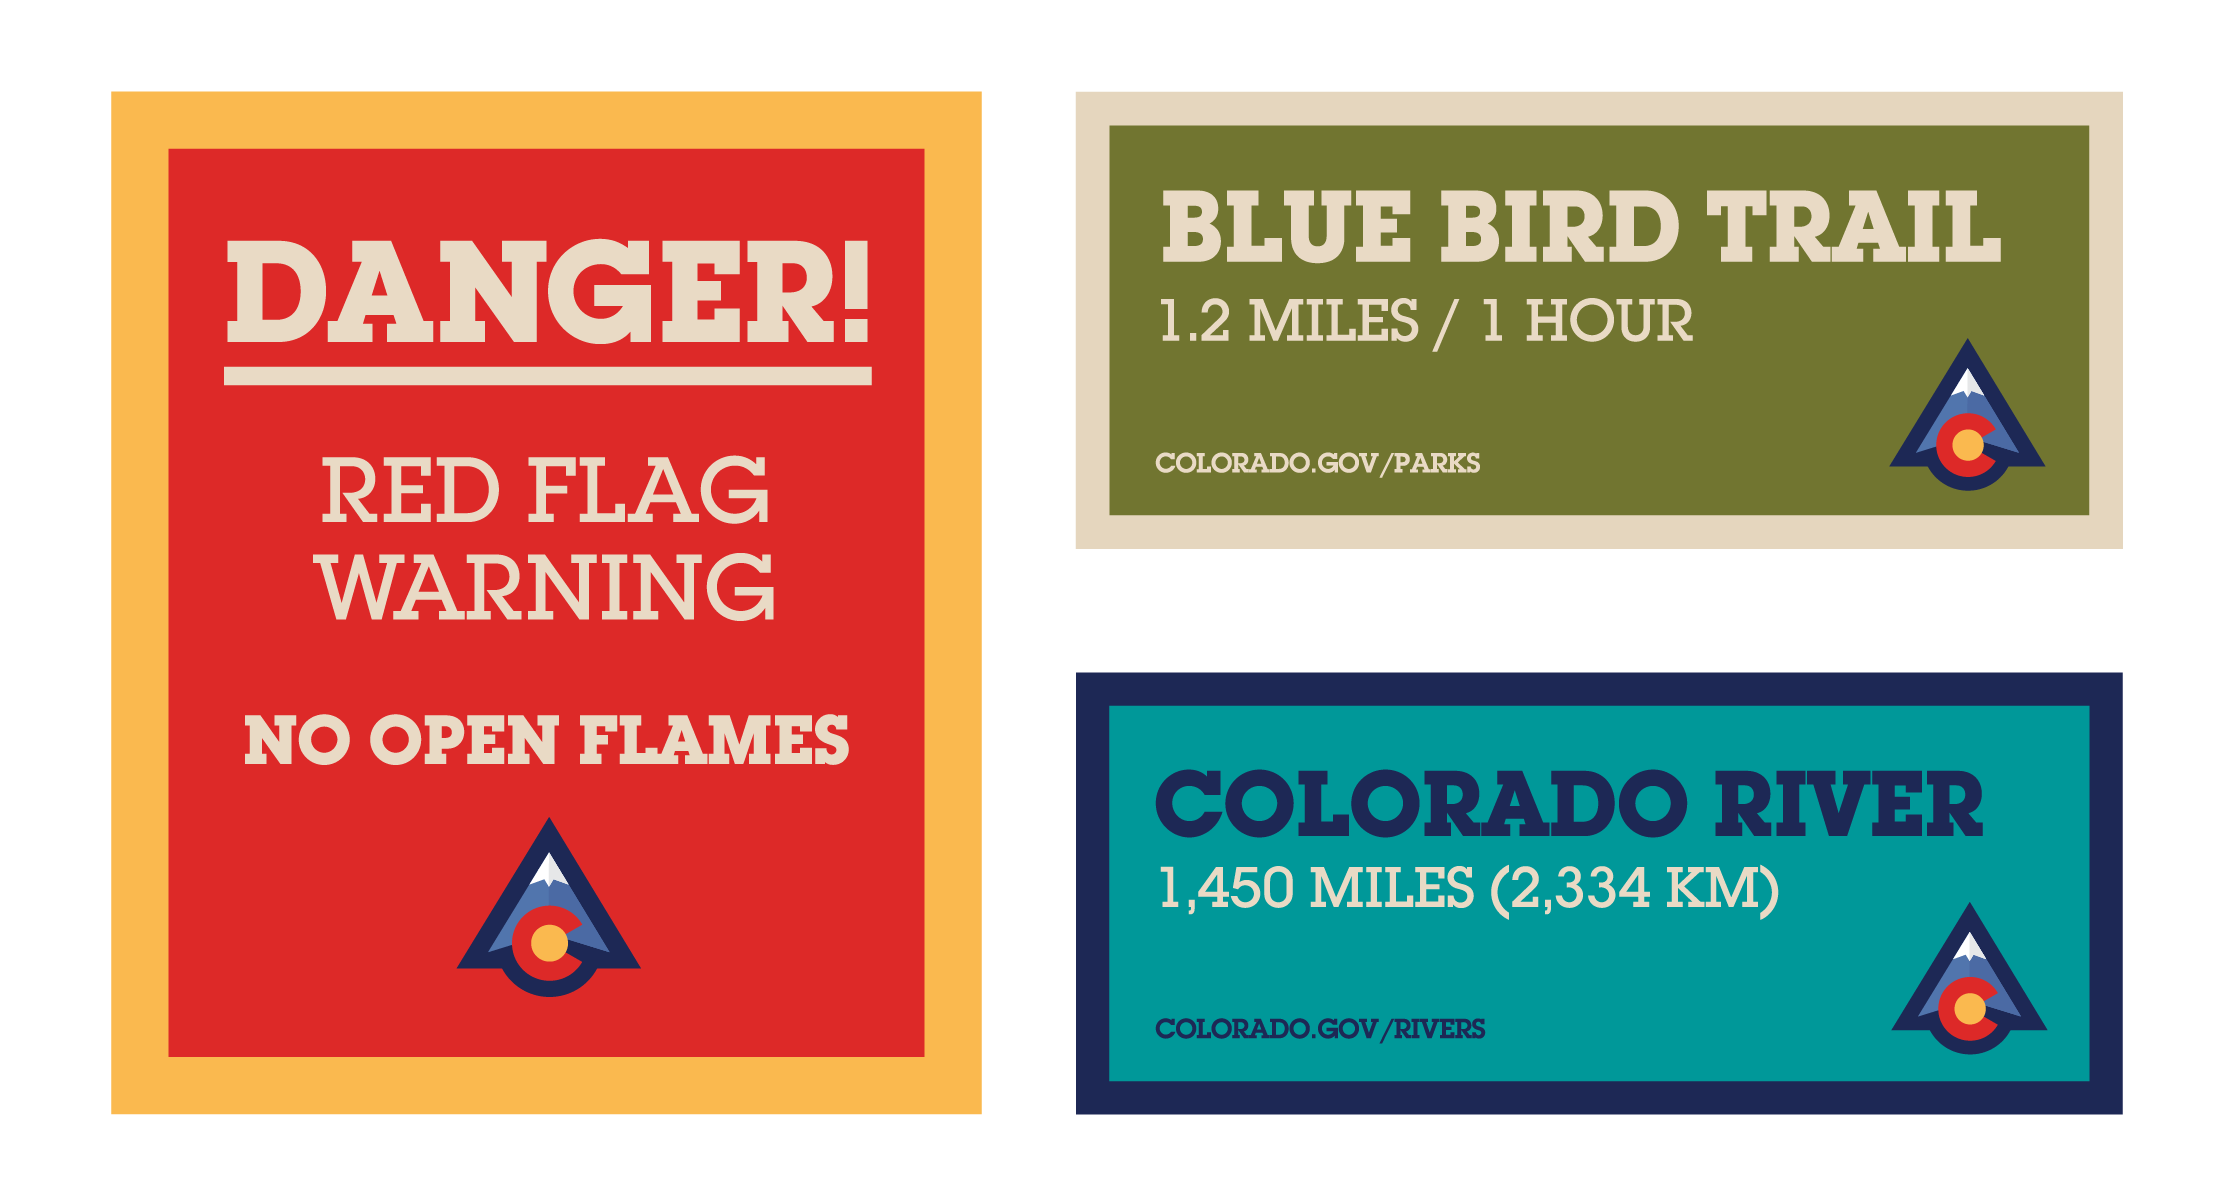 DANGER!
RED FLAG
WARNING
NO OPEN FLAMES
BLUE BIRD TRAIL
1.2 MILES / 1 HOUR
COLORADO.GOV/PARKS
COLORADO RIVER
1,450 MILES (2,334 KM)
COLORADO.GOV/RIVERS